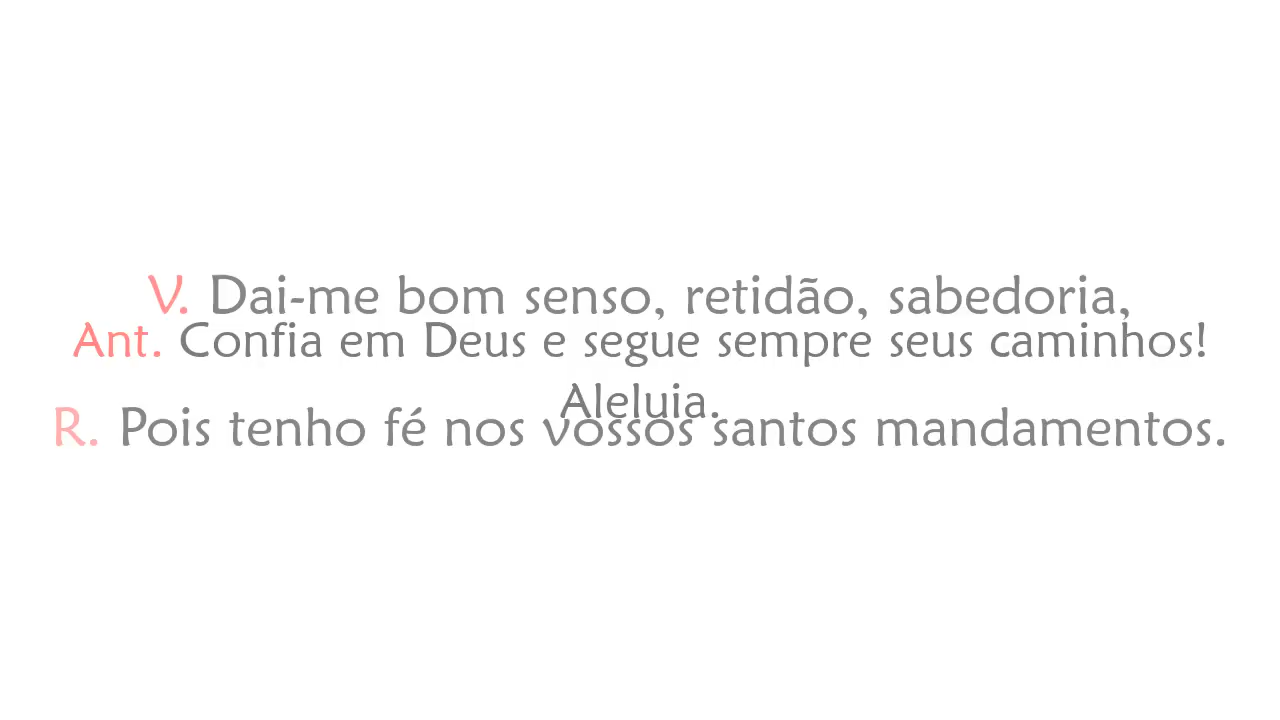 V. Dai-me bom senso, retidão, sabedoria,
Ant. Confia em Deus e segue sempre seus caminhos!
Aleluia.
R. Pois tenho fé nos vossos santos mandamentos.